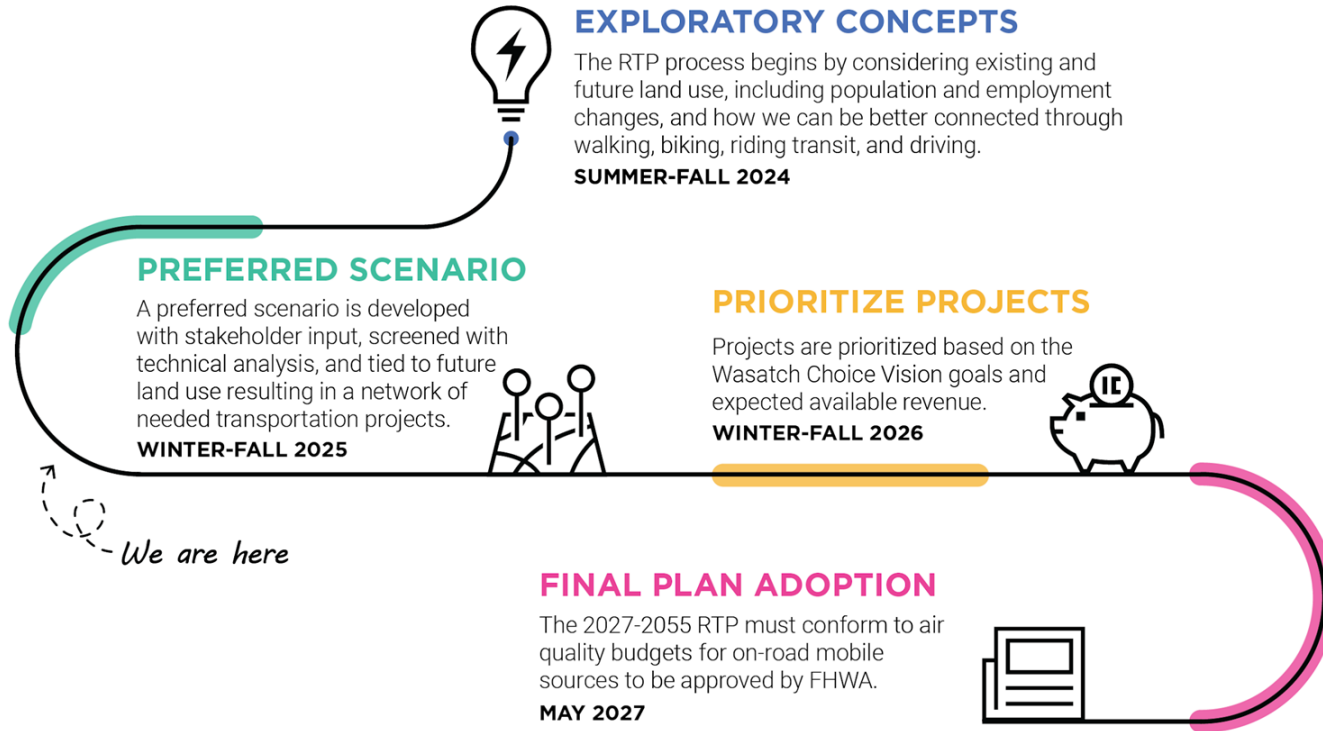 EXPLORATORY CONCEPTS
The RTP process begins by considering existing and
future land use, including population and employment
changes, and how we can be better connected through
walking, biking, riding transit, and driving.
SUMMER-FALL 2024
PREFERRED SCENARIO
A preferred scenario is developed
with stakeholder input, screened with
technical analysis, and tied to future
land use resulting in a network of
needed transportation projects.
WINTER-FALL 2025
PRIORITIZE PROJECTS
Projects are prioritized based on the
Wasatch Choice Vision goals and
expected available revenue.
WINTER-FALL 2026
We are here
FINAL PLAN ADOPTION
The 2027-2055 RTP must conform to air
quality budgets for on-road mobile
sources to be approved by FHWA.
MAY 2027